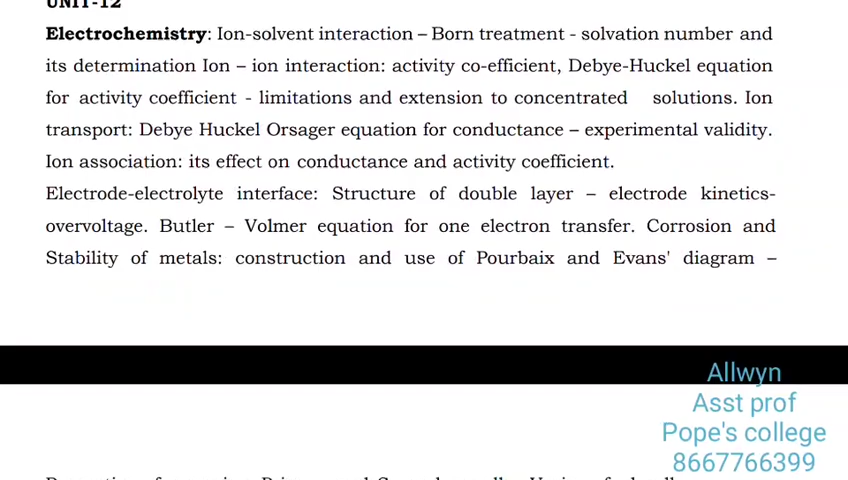 UNIT-12
Electrochemistry: Ion-solvent interaction – Born treatment - solvation number and
its determination Ion – ion interaction: activity co-efficient, Debye-Huckel equation
for activity coefficient - limitations and extension to concentrated solutions. Ion
transport: Debye Huckel Orsager equation for conductance – experimental validity.
Ion association: its effect on conductance and activity coefficient.
Electrode-electrolyte interface: Structure of double layer – electrode kinetics-
overvoltage. Butler – Volmer equation for one electron transfer. Corrosion and
Stability of metals: construction and use of Pourbaix and Evans' diagram –
Allwyn
Asst prof
Pope's college
8667766399